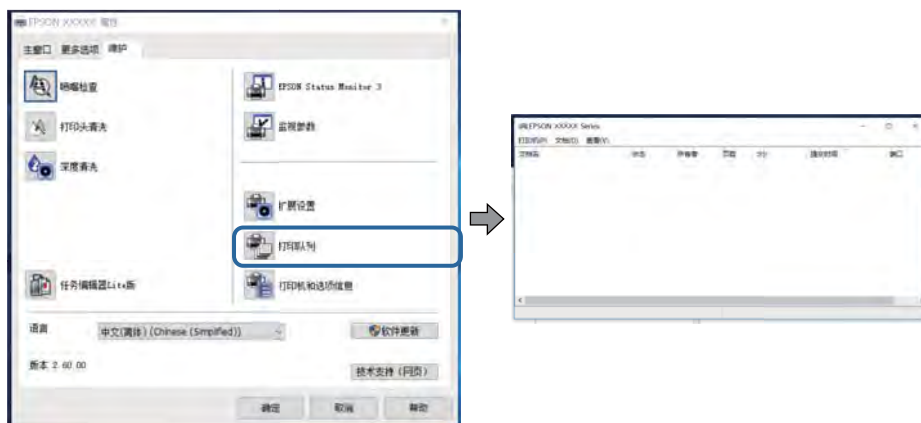 EPSON XXXXX 属性
主窗口 更多选项 维护
喷嘴检查
EPSON Status Monitor 3
打印头清洗
监视参数
深度清洗
扩展设置
打印队列
任务编辑器Lite版
打印机和选项信息
语言
中文(简体) (Chinese (Simplified))
软件更新
版本 2.60.00
技术支持（网页）
确定 取消 帮助
EPSON XXXXX Series
打印机(P) 文档(D) 查看(V)
文档名 状态 所有者 页数 大小 提交时间 端口